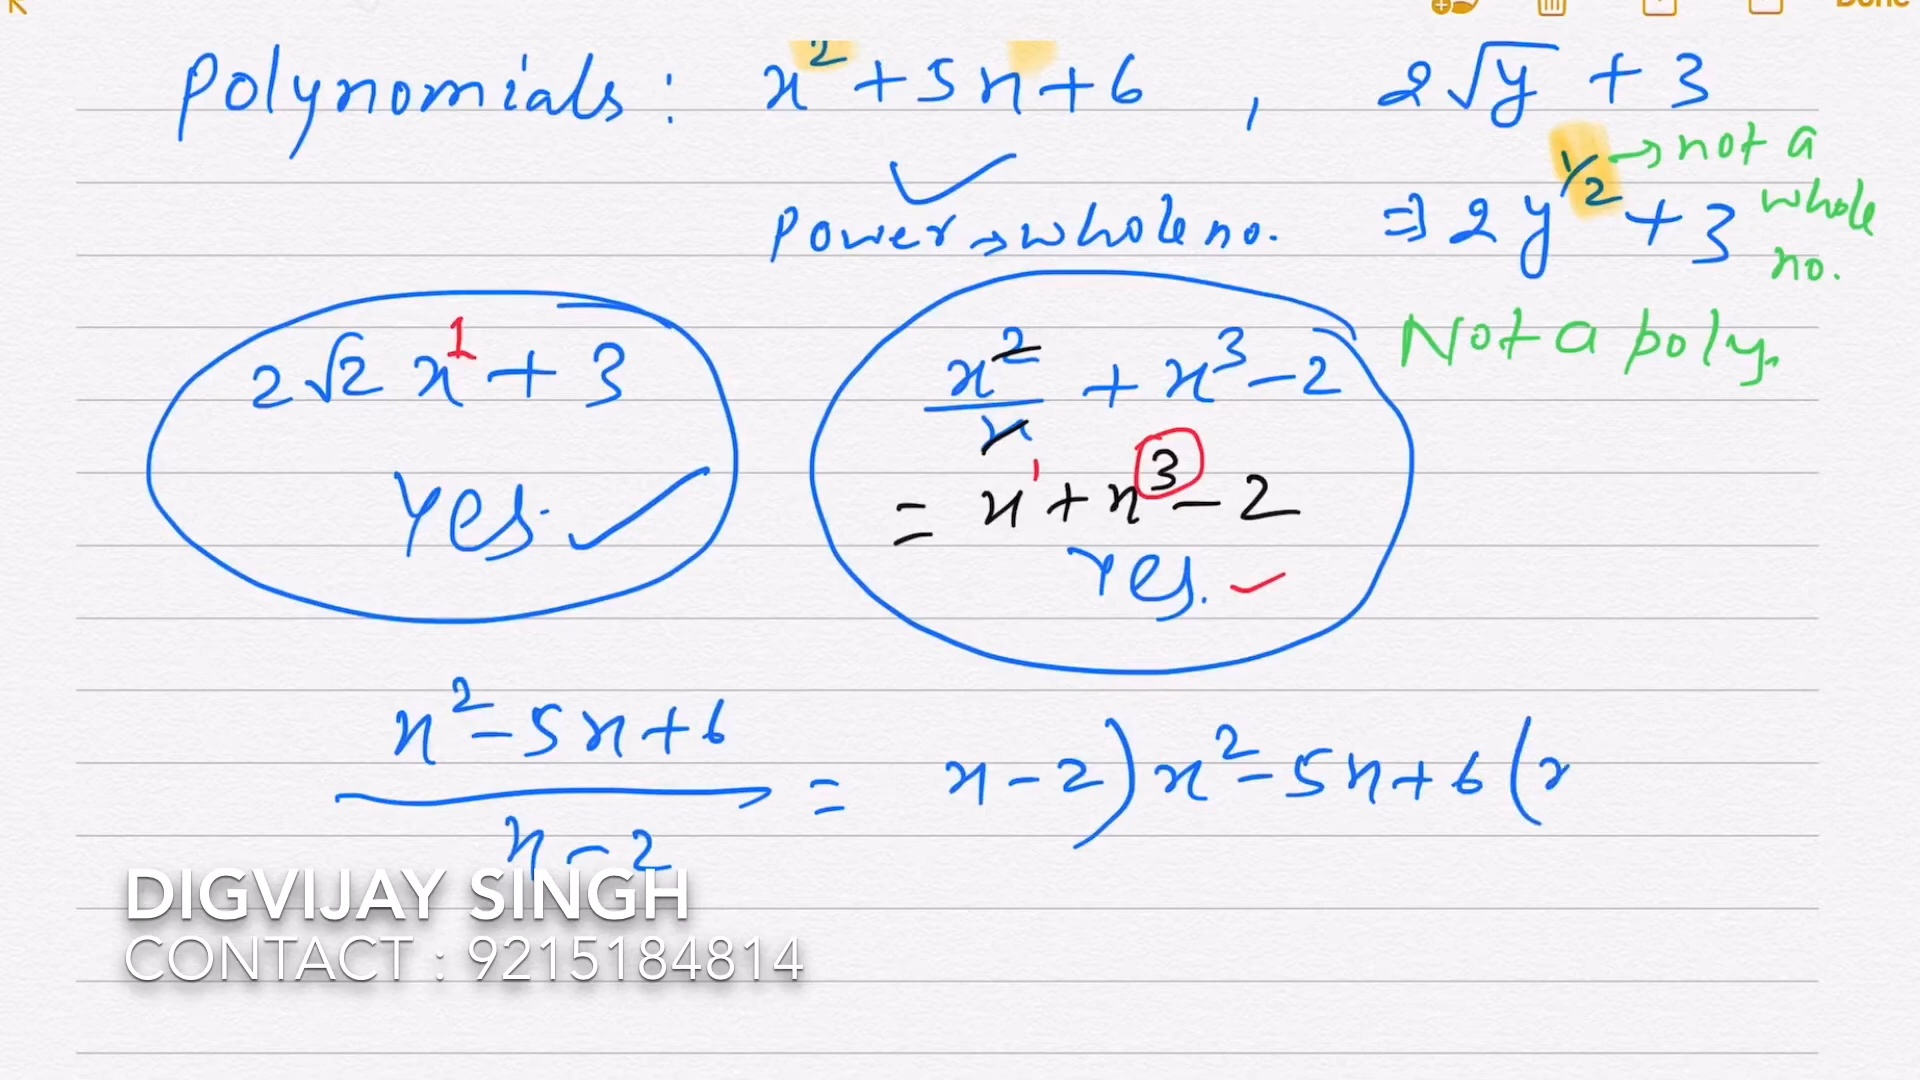 Done
Polynomials : x² + 5x + 6 , 2√y + 3
Power → whole no. ⇒ 2y^1/2 + 3 → not a whole no.
Not a poly.
2√2 x¹ + 3
Yes. ✓
x²/x + x³ - 2
= x¹ + x³ - 2
Yes. ✓
x² - 5x + 6 / x - 2 = x - 2 ) x² - 5x + 6 ( x
DIGVIJAY SINGH
CONTACT : 9215184814